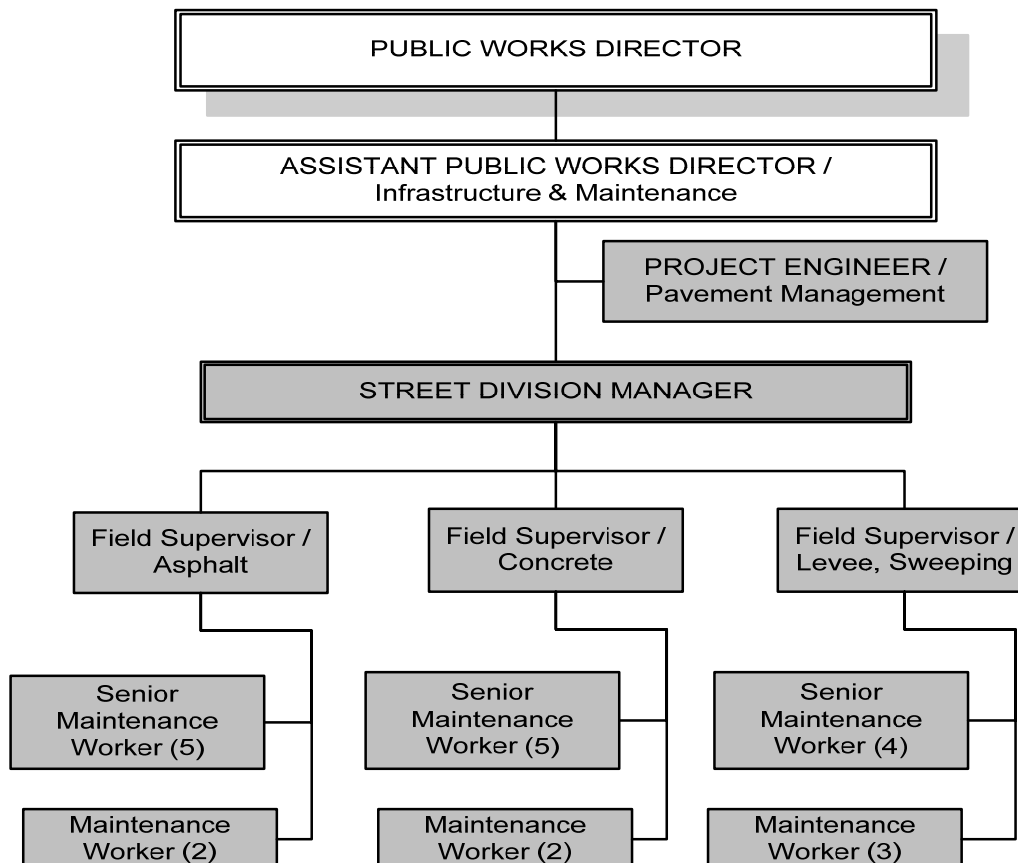 PUBLIC WORKS DIRECTOR
ASSISTANT PUBLIC WORKS DIRECTOR /
Infrastructure & Maintenance
PROJECT ENGINEER /
Pavement Management
STREET DIVISION MANAGER
Field Supervisor /
Asphalt
Field Supervisor /
Concrete
Field Supervisor /
Levee, Sweeping
Senior
Maintenance
Worker (5)
Senior
Maintenance
Worker (5)
Senior
Maintenance
Worker (4)
Maintenance
Worker (2)
Maintenance
Worker (2)
Maintenance
Worker (3)